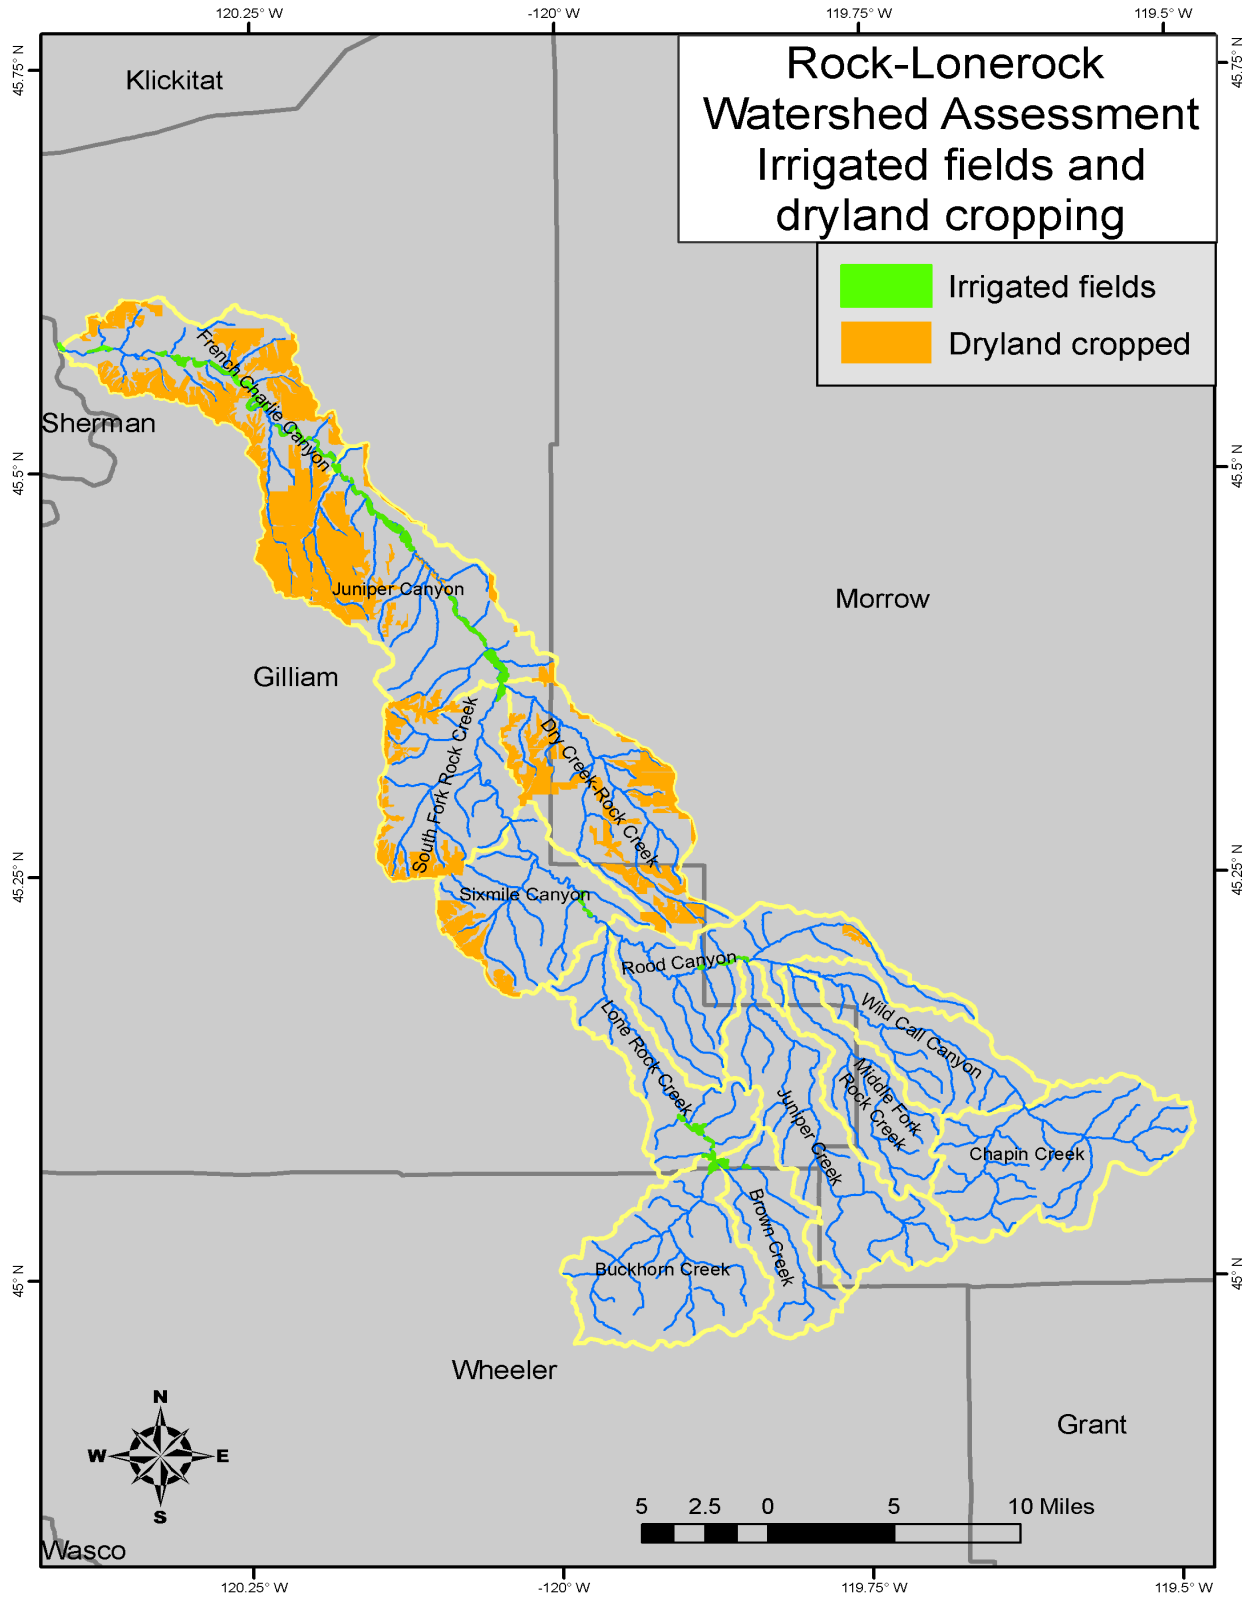 120.25° W
-120° W
119.75° W
119.5° W
45.75° N
45.75° N
Klickitat
Rock-Lonerock
Watershed Assessment
Irrigated fields and
dryland cropping
Irrigated fields
Dryland cropped
French Charlie Canyon
Sherman
45.5° N
45.5° N
Juniper Canyon
Morrow
Gilliam
South Fork Rock Creek
Dry Creek-Rock Creek
45.25° N
45.25° N
Sixmile Canyon
Rood Canyon
Wild Call Canyon
Lone Rock Creek
Middle Fork
Rock Creek
Juniper Creek
Chapin Creek
Brown Creek
Buckhorn Creek
45° N
45° N
Wheeler
Grant
N
W
E
S
5
2.5
0
5
10 Miles
Wasco
120.25° W
-120° W
119.75° W
119.5° W